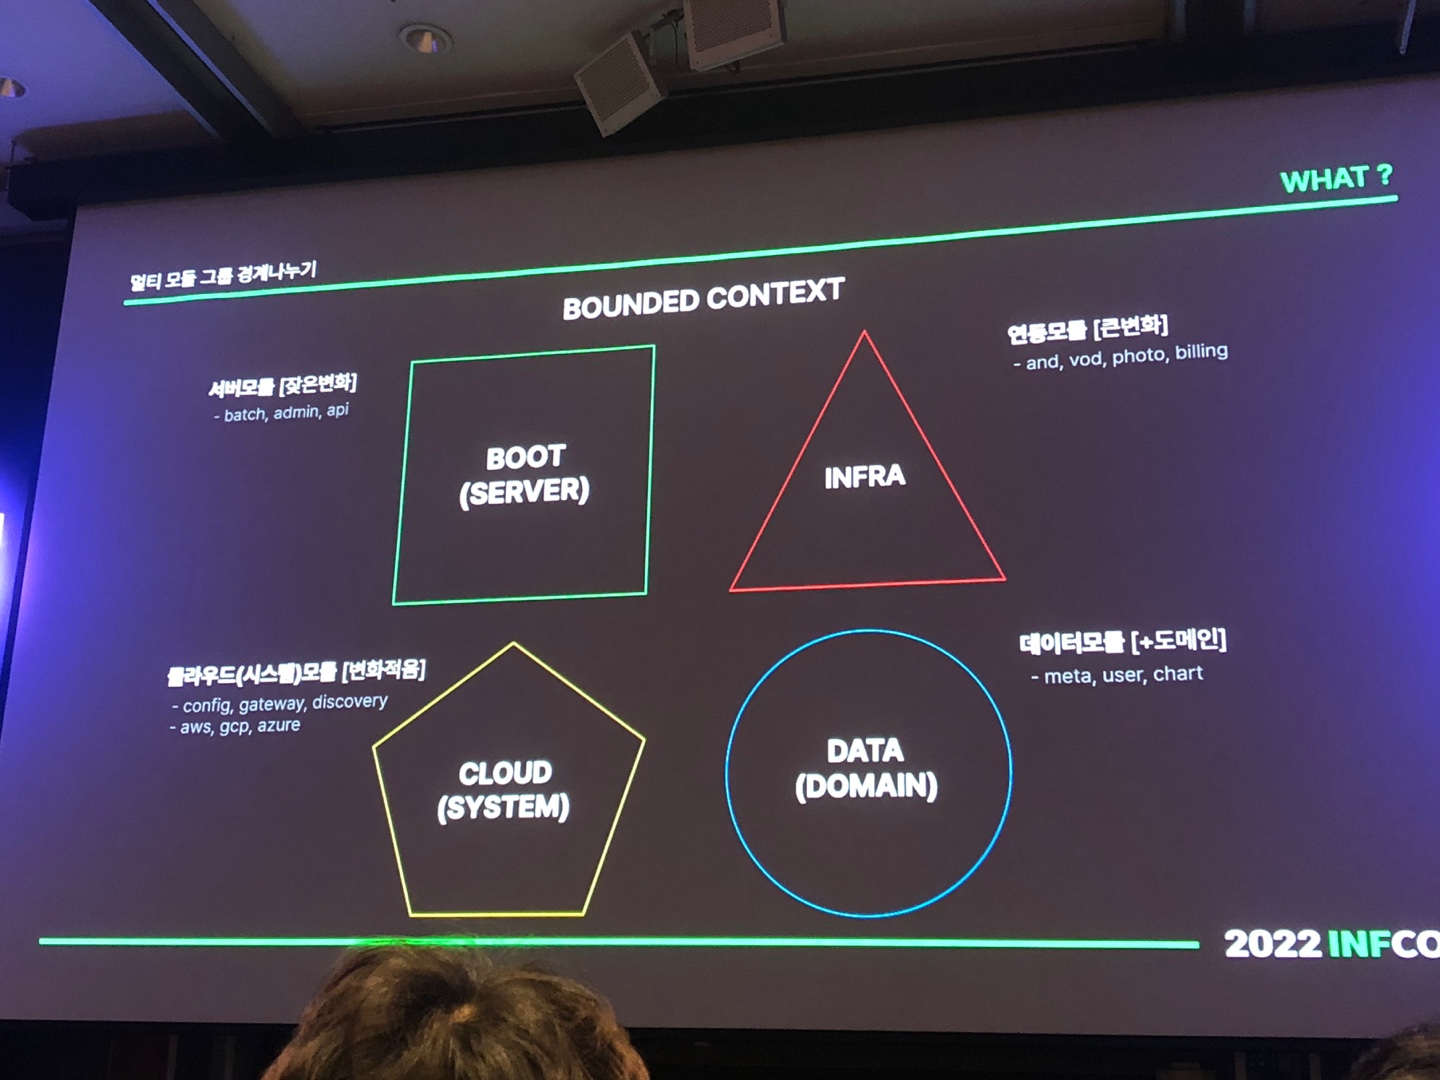 WHAT ?
멀티 모듈 그룹 경계나누기
BOUNDED CONTEXT
서버모듈 [잦은변화]
- batch, admin, api
BOOT
(SERVER)
연동모듈 [큰변화]
- and, vod, photo, billing
INFRA
클라우드(시스템)모듈 [변화적음]
- config, gateway, discovery
- aws, gcp, azure
CLOUD
(SYSTEM)
데이터모듈 [+도메인]
- meta, user, chart
DATA
(DOMAIN)
2022 INFCO